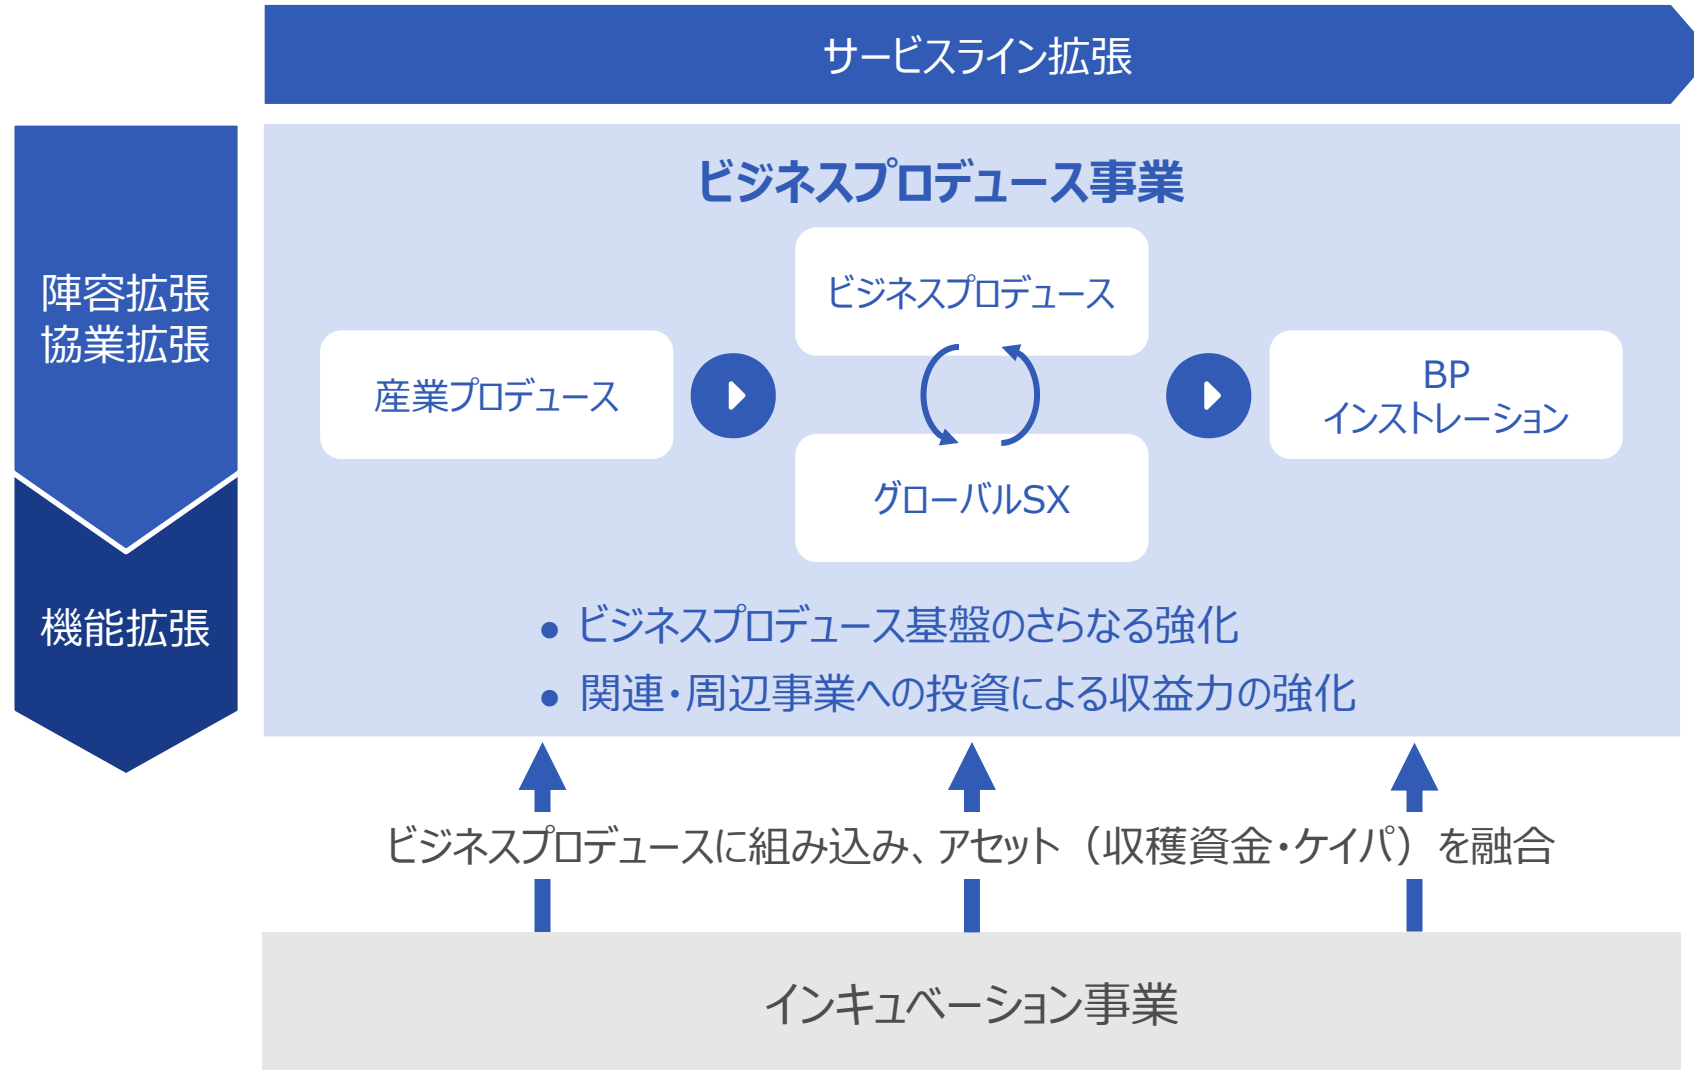 サービスライン拡張
陣容拡張
協業拡張
機能拡張
ビジネスプロデュース事業
産業プロデュース
ビジネスプロデュース
グローバルSX
BP
インストレーション
● ビジネスプロデュース基盤のさらなる強化
● 関連・周辺事業への投資による収益力の強化
ビジネスプロデュースに組み込み、アセット（収穫資金・ケイパ）を融合
インキュベーション事業